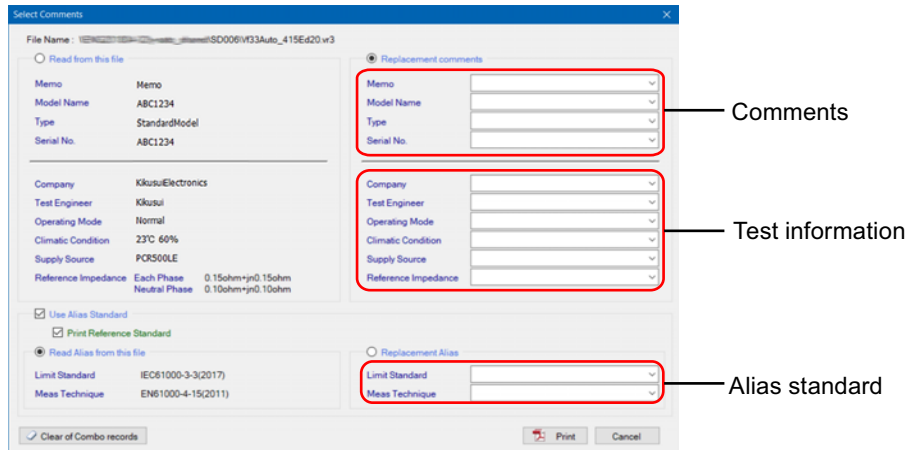 Select Comments
File Name : \SD006\Vf33Auto_415Ed20.vr3
Read from this file
Memo Memo
Model Name ABC1234
Type StandardModel
Serial No. ABC1234
Company KikusuiElectronics
Test Engineer Kikusui
Operating Mode Normal
Climatic Condition 23℃ 60%
Supply Source PCR500LE
Reference Impedance Each Phase 0.15ohm+jn0.15ohm
Neutral Phase 0.10ohm+jn0.10ohm
Replacement comments
Memo
Model Name
Type
Serial No.
Comments
Company
Test Engineer
Operating Mode
Climatic Condition
Supply Source
Reference Impedance
Test information
Use Alias Standard
Print Reference Standard
Read Alias from this file
Limit Standard IEC61000-3-3(2017)
Meas Technique EN61000-4-15(2011)
Replacement Alias
Limit Standard
Meas Technique
Alias standard
Clear of Combo records
Print
Cancel